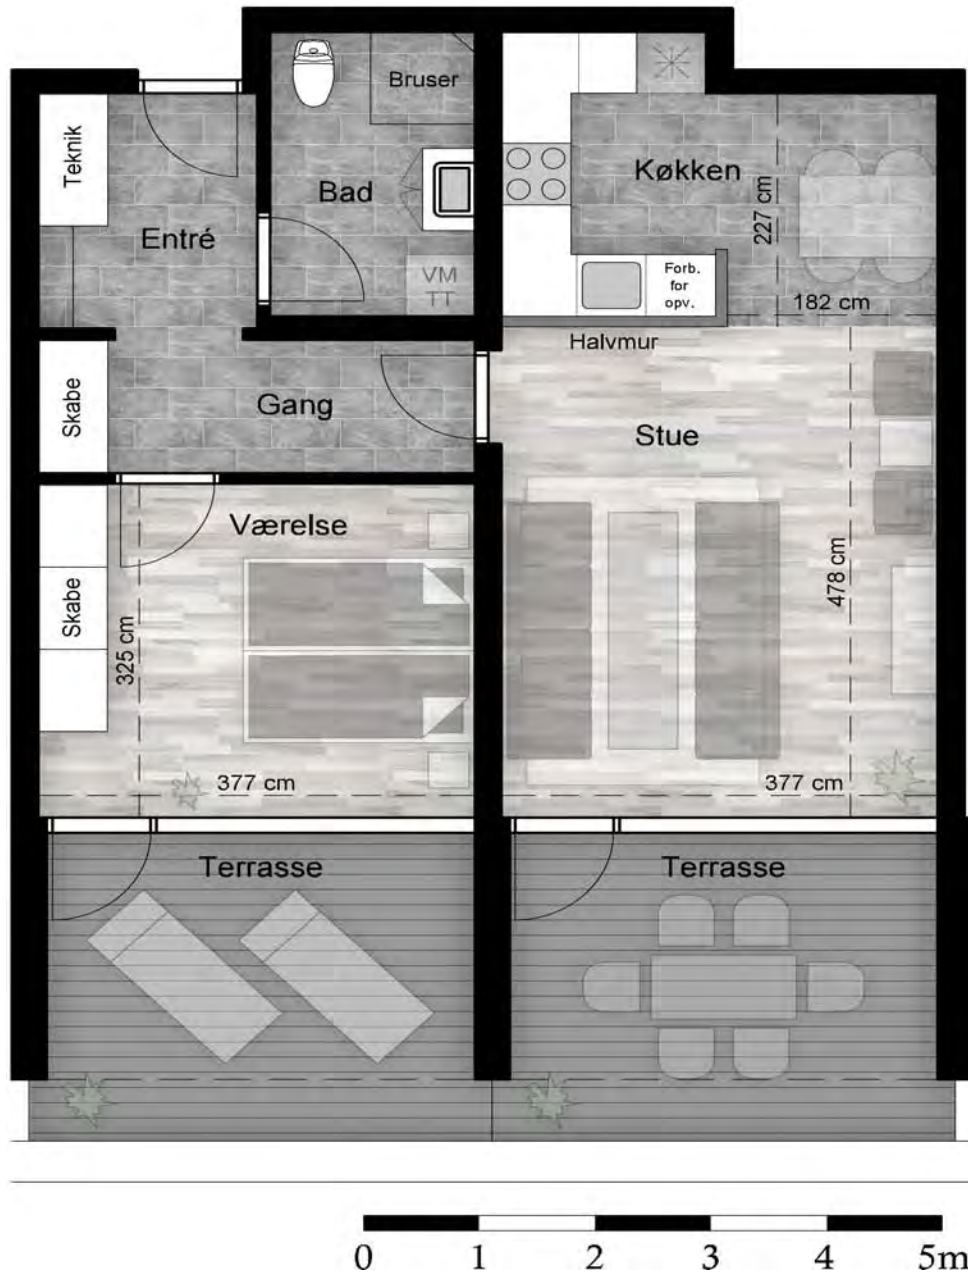 Bruser
Teknik
Bad
Køkken
Entré
227 cm
VM
TT
Forb.
for
opv.
182 cm
Halvmur
Skabe
Gang
Stue
Værelse
478 cm
Skabe
325 cm
377 cm
377 cm
Terrasse
Terrasse
0 1 2 3 4 5m